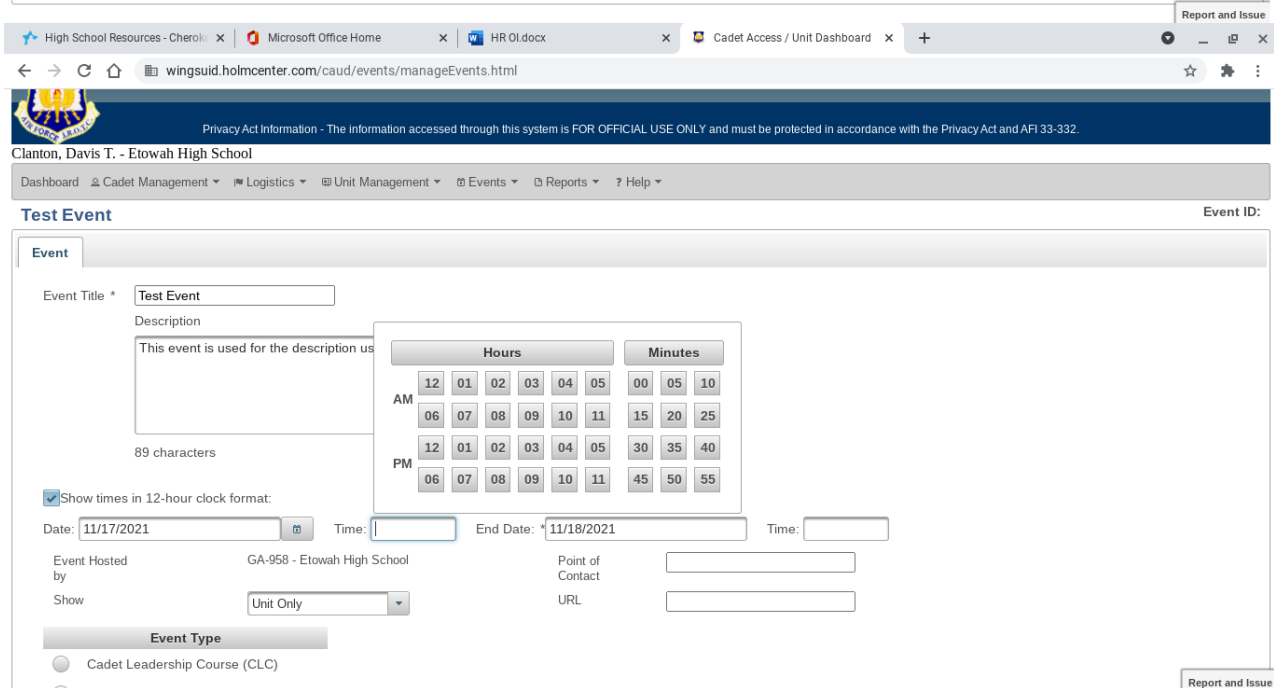 Report and Issue
High School Resources - Cherok
Microsoft Office Home
HR OI.docx
Cadet Access / Unit Dashboard
wingsuid.holmcenter.com/caud/events/manageEvents.html
AIR FORCE JROTC
Privacy Act Information - The information accessed through this system is FOR OFFICIAL USE ONLY and must be protected in accordance with the Privacy Act and AFI 33-332.
Clanton, Davis T. - Etowah High School
Dashboard Cadet Management Logistics Unit Management Events Reports ? Help
Test Event Event ID:
Event
Event Title * Test Event
Description
This event is used for the description us
Hours Minutes
AM 12 01 02 03 04 05 00 05 10
06 07 08 09 10 11 15 20 25
PM 12 01 02 03 04 05 30 35 40
06 07 08 09 10 11 45 50 55
89 characters
Show times in 12-hour clock format:
Date: 11/17/2021 Time: End Date: * 11/18/2021 Time:
Event Hosted by GA-958 - Etowah High School Point of Contact
Show Unit Only URL
Event Type
Cadet Leadership Course (CLC)
Report and Issue